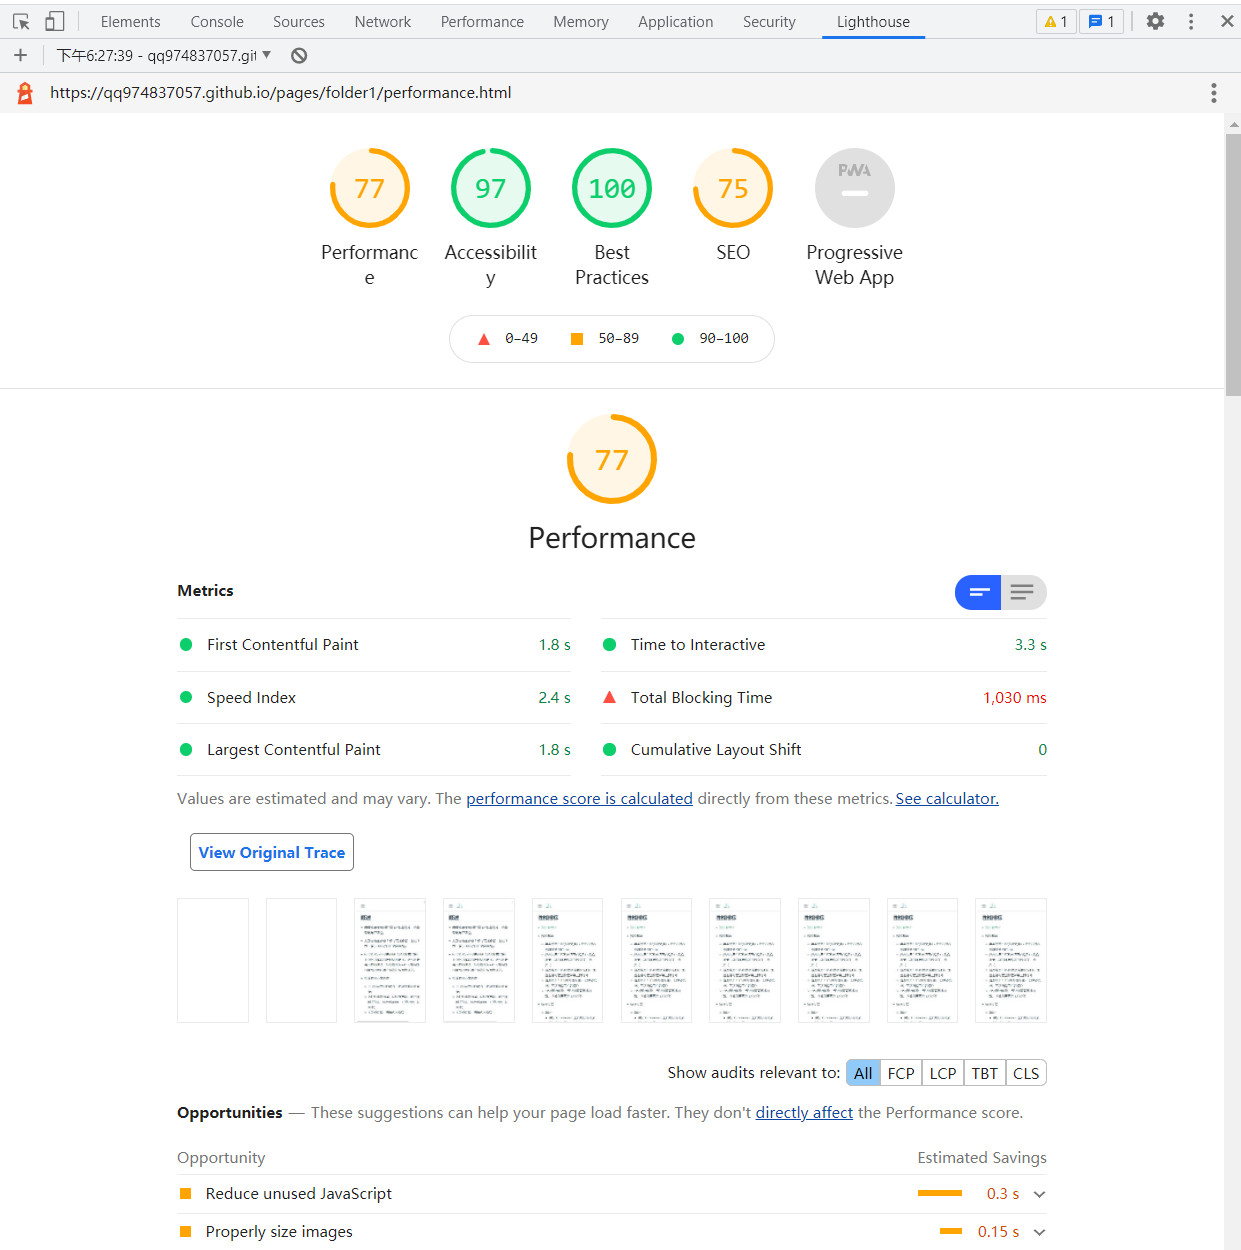 Elements Console Sources Network Performance Memory Application Security Lighthouse 1 1
下午6:27:39 - qq974837057.git
https://qq974837057.github.io/pages/folder1/performance.html
77 97 100 75 PWA
Performanc Accessibilit Best SEO Progressive
e y Practices Web App
0–49 50–89 90–100
77
Performance
Metrics
First Contentful Paint 1.8 s Time to Interactive 3.3 s
Speed Index 2.4 s Total Blocking Time 1,030 ms
Largest Contentful Paint 1.8 s Cumulative Layout Shift 0
Values are estimated and may vary. The performance score is calculated directly from these metrics. See calculator.
View Original Trace
Show audits relevant to: All FCP LCP TBT CLS
Opportunities — These suggestions can help your page load faster. They don't directly affect the Performance score.
Opportunity Estimated Savings
Reduce unused JavaScript 0.3 s
Properly size images 0.15 s